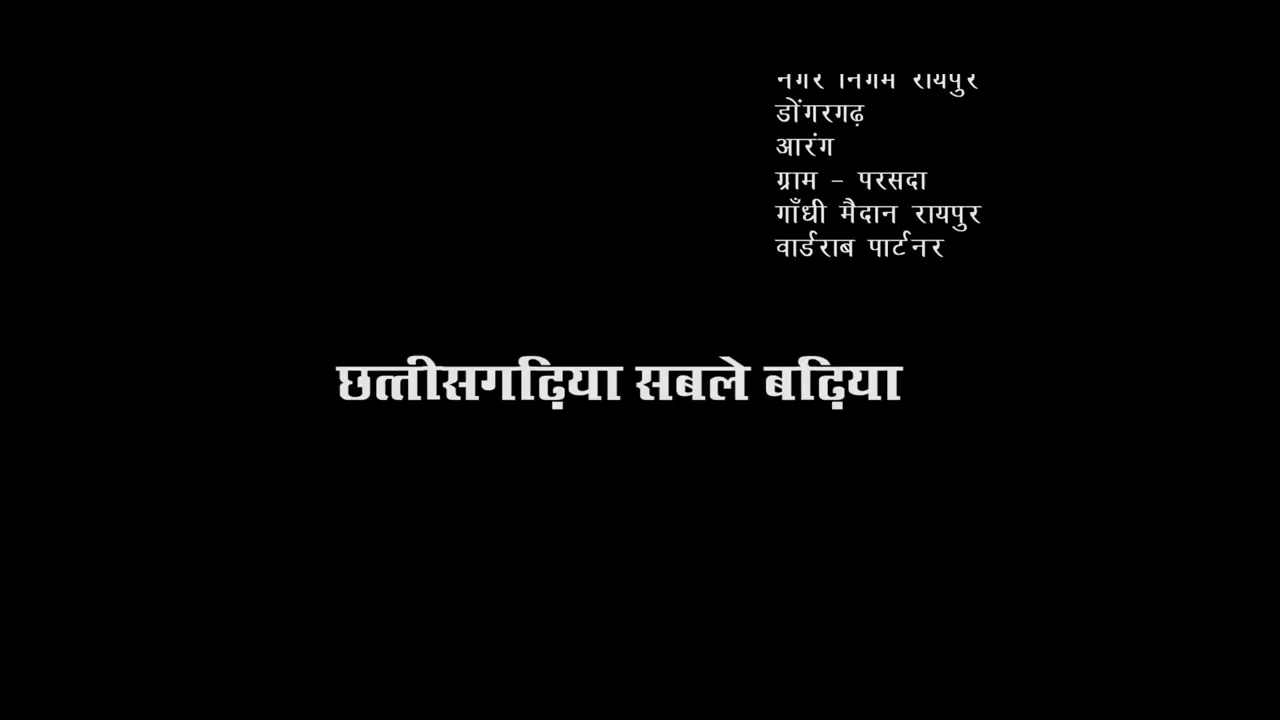 नगर निगम रायपुर
डोंगरगढ़
आरंग
ग्राम - परसदा
गाँधी मैदान रायपुर
वार्डराब पार्टनर
छत्तीसगढ़िया सबले बढ़िया